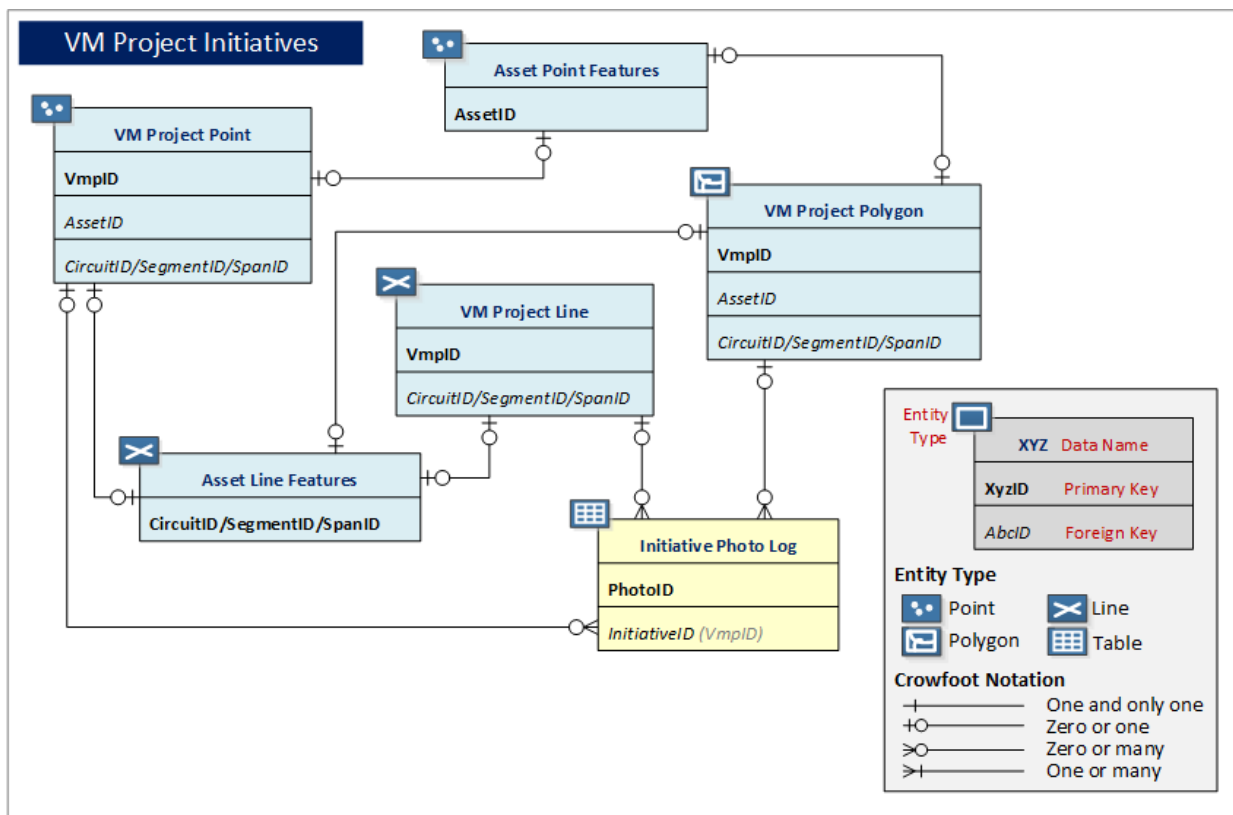 VM Project Initiatives
Asset Point Features
AssetID
VM Project Point
VmpID
AssetID
CircuitID/SegmentID/SpanID
VM Project Polygon
VmpID
AssetID
CircuitID/SegmentID/SpanID
VM Project Line
VmpID
CircuitID/SegmentID/SpanID
Asset Line Features
CircuitID/SegmentID/SpanID
Initiative Photo Log
PhotoID
InitiativeID (VmpID)
Entity
Type
XYZ Data Name
XyzID Primary Key
AbcID Foreign Key
Entity Type
Point Line
Polygon Table
Crowfoot Notation
One and only one
Zero or one
Zero or many
One or many